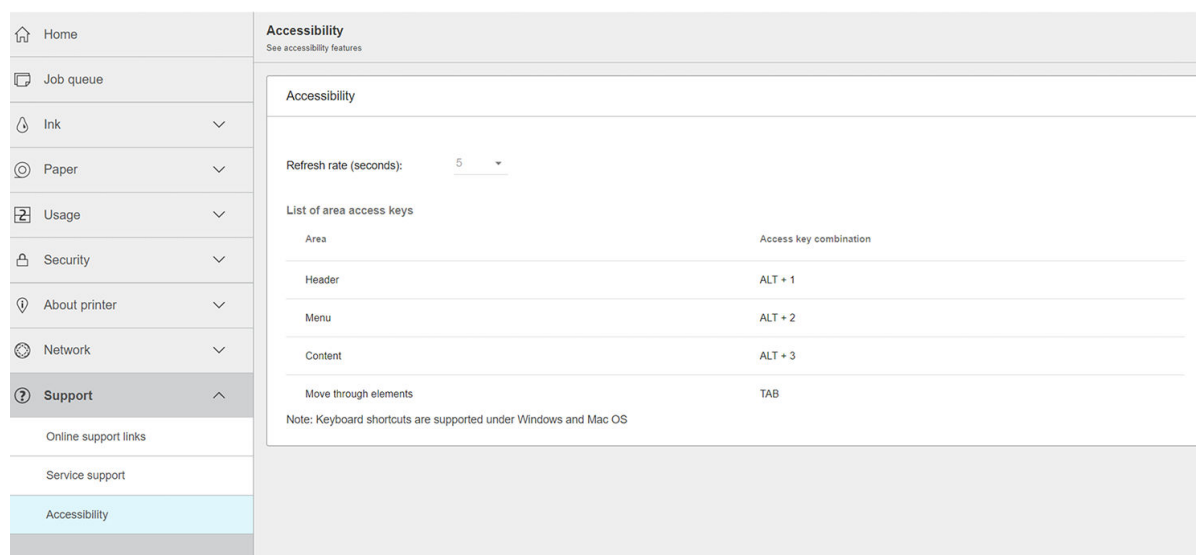 Home
Job queue
Ink
Paper
Usage
Security
About printer
Network
Support
Online support links
Service support
Accessibility
Accessibility
See accessibility features
Accessibility
Refresh rate (seconds): 5
List of area access keys
Area Access key combination
Header ALT + 1
Menu ALT + 2
Content ALT + 3
Move through elements TAB
Note: Keyboard shortcuts are supported under Windows and Mac OS